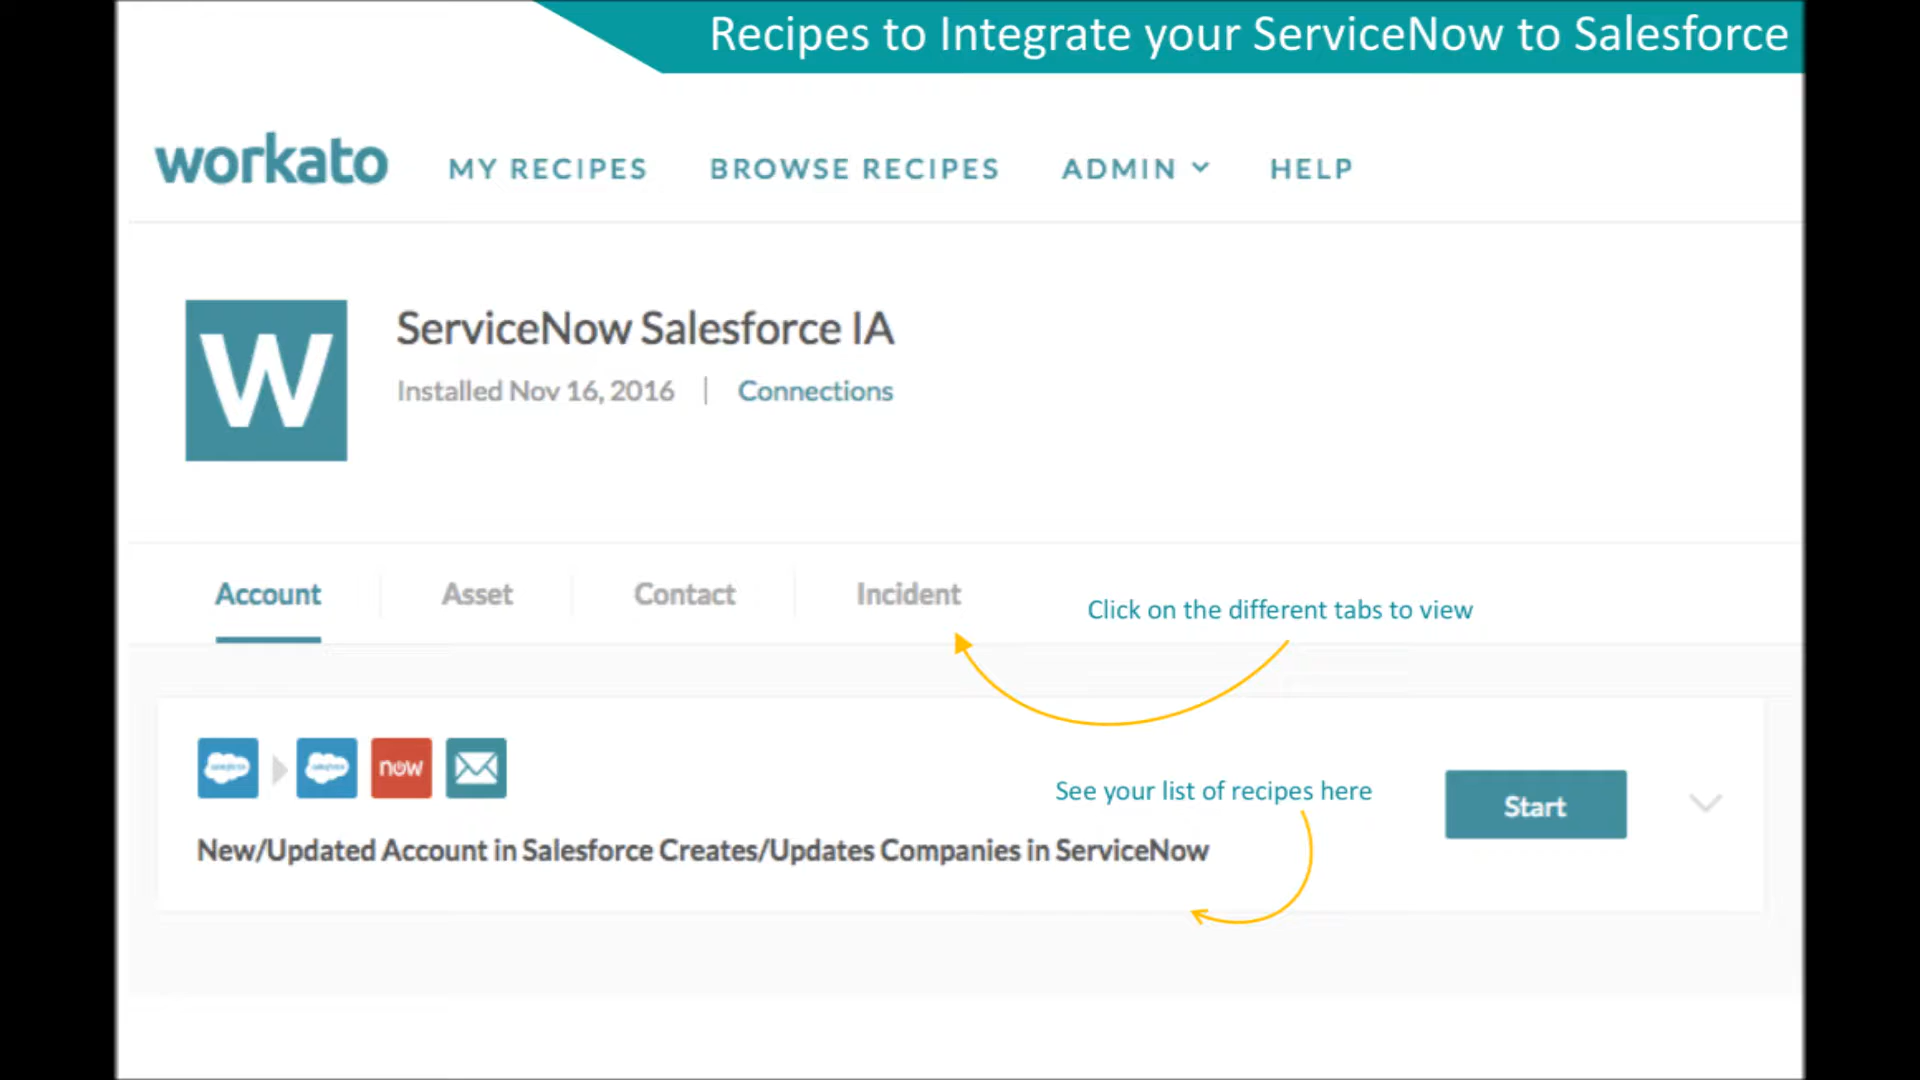 Recipes to Integrate your ServiceNow to Salesforce
workato MY RECIPES BROWSE RECIPES ADMIN HELP
W
ServiceNow Salesforce IA
Installed Nov 16, 2016 | Connections
Account Asset Contact Incident
Click on the different tabs to view
now
See your list of recipes here
Start
New/Updated Account in Salesforce Creates/Updates Companies in ServiceNow